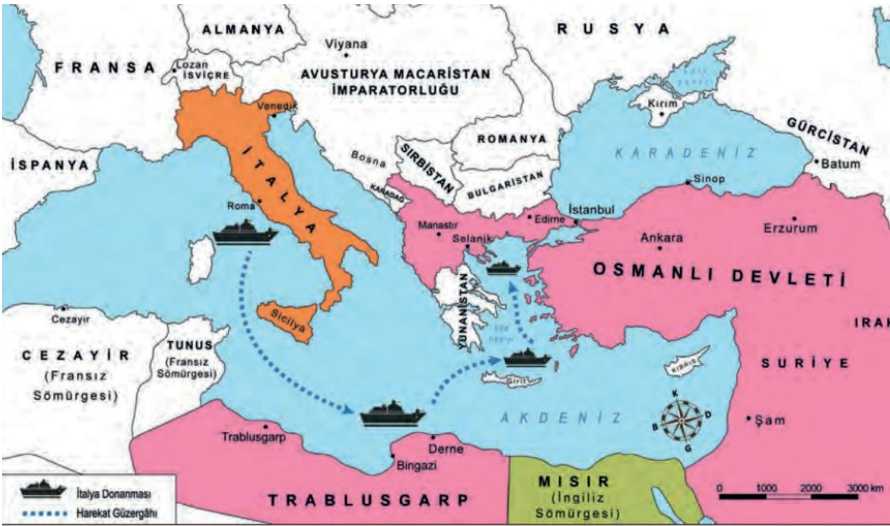 ALMANYA
RUSYA
Viyana
FRANSA
Lozan
İSVİÇRE
AVUSTURYA MACARİSTAN
İMPARATORLUĞU
Venedik
Kırım
GÜRCİSTAN
ROMANYA
KARADENİZ
Batum
İSPANYA
İTALYA
Bosna
SIRBİSTAN
BULGARİSTAN
Sinop
KARADAĞ
Roma
Manastır
Edirne
İstanbul
Selanik
Ankara
Erzurum
OSMANLI DEVLETİ
YUNANİSTAN
Sicilya
Cezayir
IRAK
TUNUS
(Fransız
Sömürgesi)
CEZAYİR
(Fransız
Sömürgesi)
KIBRIS
SURİYE
Girit
AKDENİZ
K
B
D
G
Şam
Trablusgarp
Derne
Bingazi
MISIR
(İngiliz
Sömürgesi)
TRABLUSGARP
İtalya Donanması
Harekat Güzergâhı
0 1000 2000 3000 km